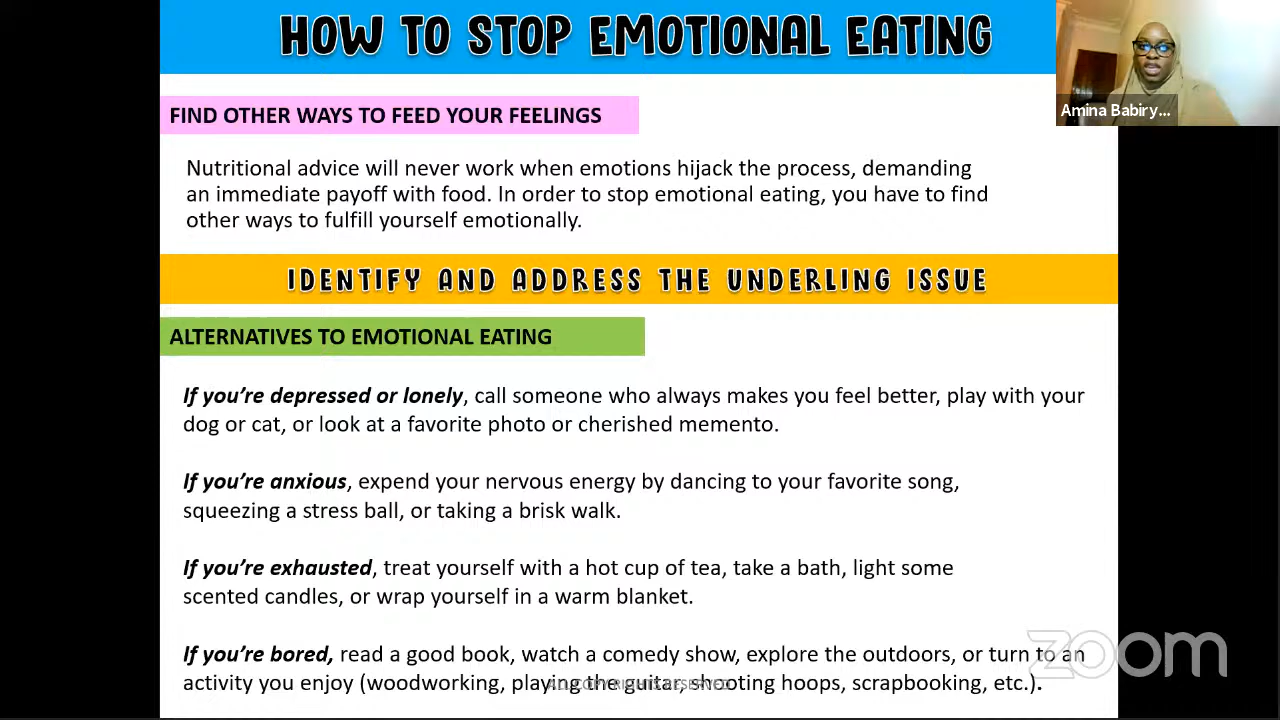 HOW TO STOP EMOTIONAL EATING
Amina Babiry...
FIND OTHER WAYS TO FEED YOUR FEELINGS
Nutritional advice will never work when emotions hijack the process, demanding
an immediate payoff with food. In order to stop emotional eating, you have to find
other ways to fulfill yourself emotionally.
IDENTIFY AND ADDRESS THE UNDERLING ISSUE
ALTERNATIVES TO EMOTIONAL EATING
If you're depressed or lonely, call someone who always makes you feel better, play with your
dog or cat, or look at a favorite photo or cherished memento.
If you're anxious, expend your nervous energy by dancing to your favorite song,
squeezing a stress ball, or taking a brisk walk.
If you're exhausted, treat yourself with a hot cup of tea, take a bath, light some
scented candles, or wrap yourself in a warm blanket.
If you're bored, read a good book, watch a comedy show, explore the outdoors, or turn to an
activity you enjoy (woodworking, playing the guitar, shooting hoops, scrapbooking, etc.).
ALL COPY RIGHTS RESERVED
zoom